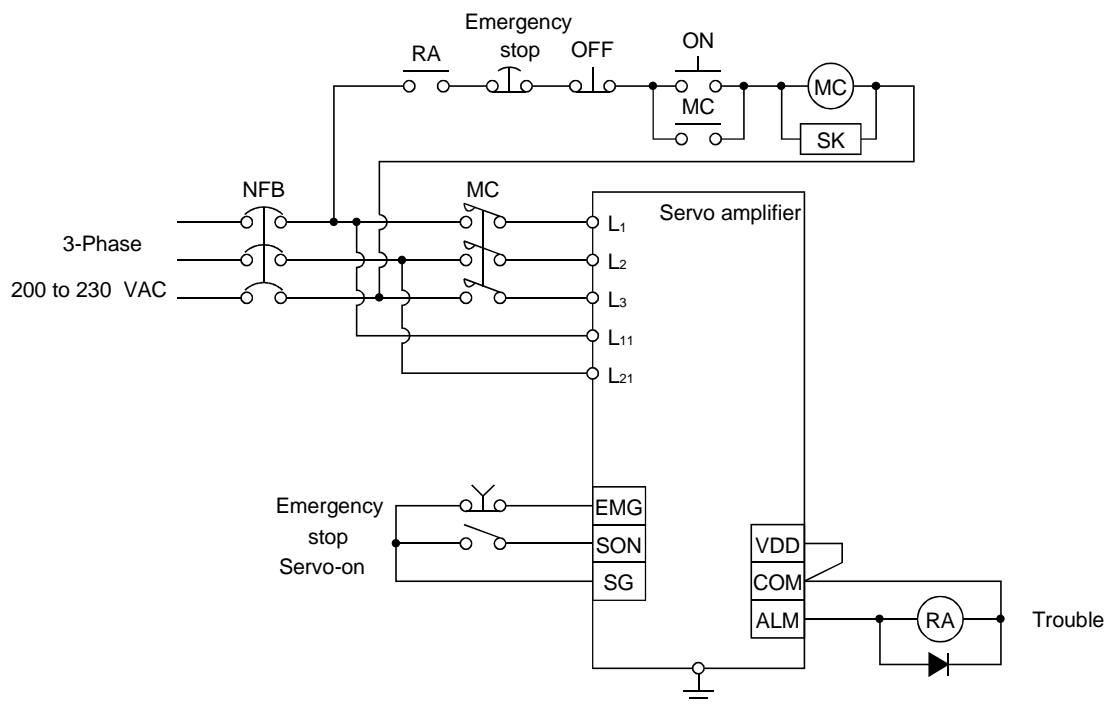 Emergency
stop
RA
OFF
ON
MC
MC
SK
NFB
MC
Servo amplifier
3-Phase
200 to 230 VAC
L1
L2
L3
L11
L21
Emergency
stop
Servo-on
EMG
SON
SG
VDD
COM
ALM
RA
Trouble